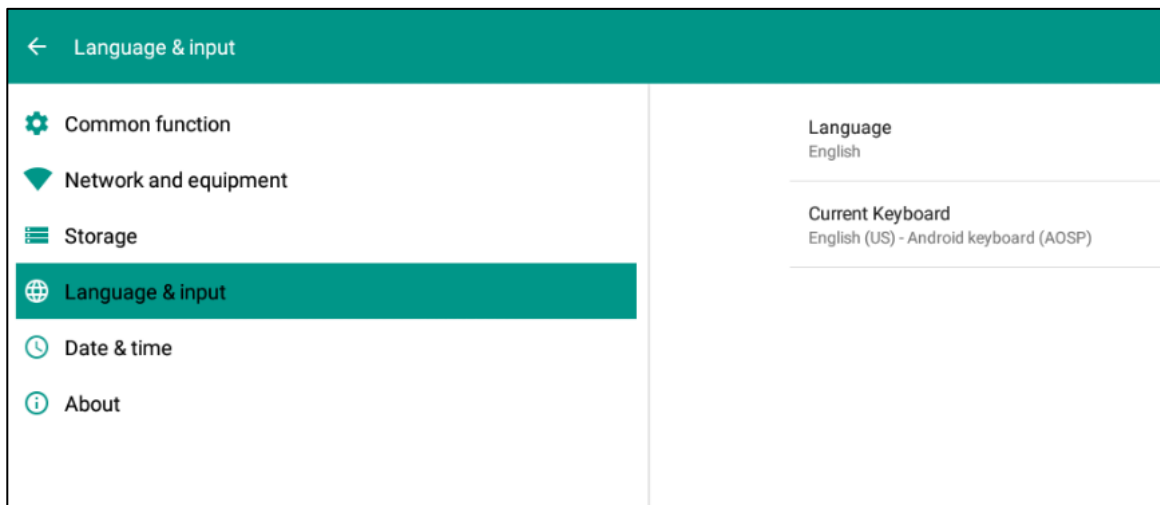 Language & input
Common function
Network and equipment
Storage
Language & input
Date & time
About
Language
English
Current Keyboard
English (US) - Android keyboard (AOSP)